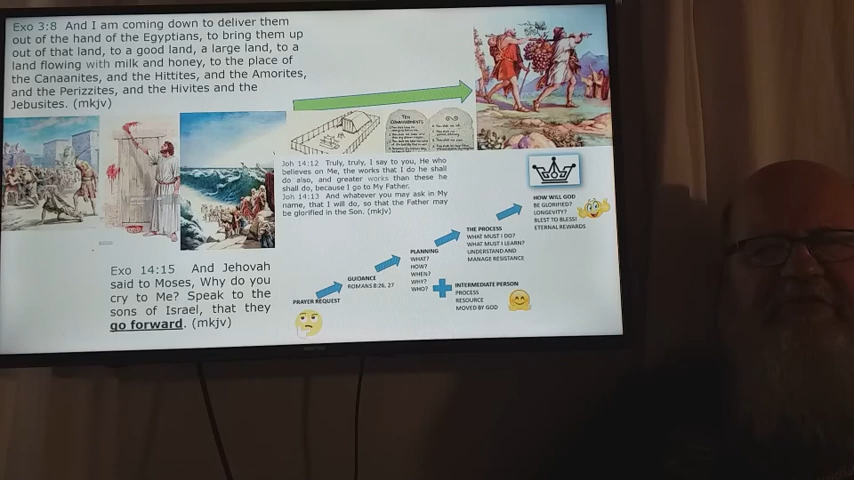 Exo 3:8 And I am coming down to deliver them
out of the hand of the Egyptians, to bring them up
out of that land, to a good land, a large land, to a
land flowing with milk and honey, to the place of
the Canaanites, and the Hittites, and the Amorites,
and the Perizzites, and the Hivites and the
Jebusites. (mkjv)
TEN
COMMANDMENTS
Joh 14:12 Truly, truly, I say to you, He who
believes on Me, the works that I do he shall
do also, and greater works than these he
shall do, because I go to My Father.
Joh 14:13 And whatever you may ask in My
name, that I will do, so that the Father may
be glorified in the Son. (mkjv)
Exo 14:15 And Jehovah
said to Moses, Why do you
cry to Me? Speak to the
sons of Israel, that they
go forward. (mkjv)
PRAYER REQUEST
GUIDANCE
ROMANS 8:26, 27
PLANNING
WHAT?
HOW?
WHEN?
WHY?
WHO?
INTERMEDIATE PERSON
PROCESS
RESOURCE
MOVED BY GOD
THE PROCESS
WHAT MUST I DO?
WHAT MUST I LEARN?
UNDERSTAND AND
MANAGE RESISTANCE
HOW WILL GOD
BE GLORIFIED?
LONGEVITY?
BLEST TO BLESS!
ETERNAL REWARDS